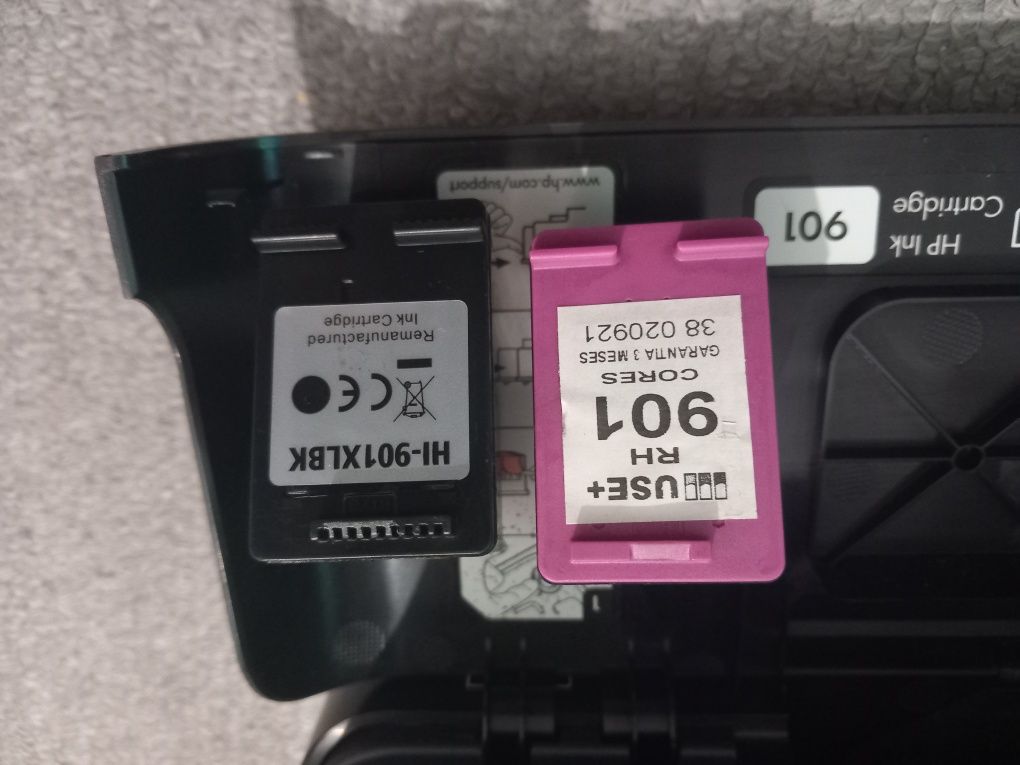 HI-901XLBK
CE
Remanufactured
Ink Cartridge
USE+
RH
901
CORES
GARANTIA 3 MESES
38 020921
www.hp.com/support
1
HP Ink
Cartridge
901